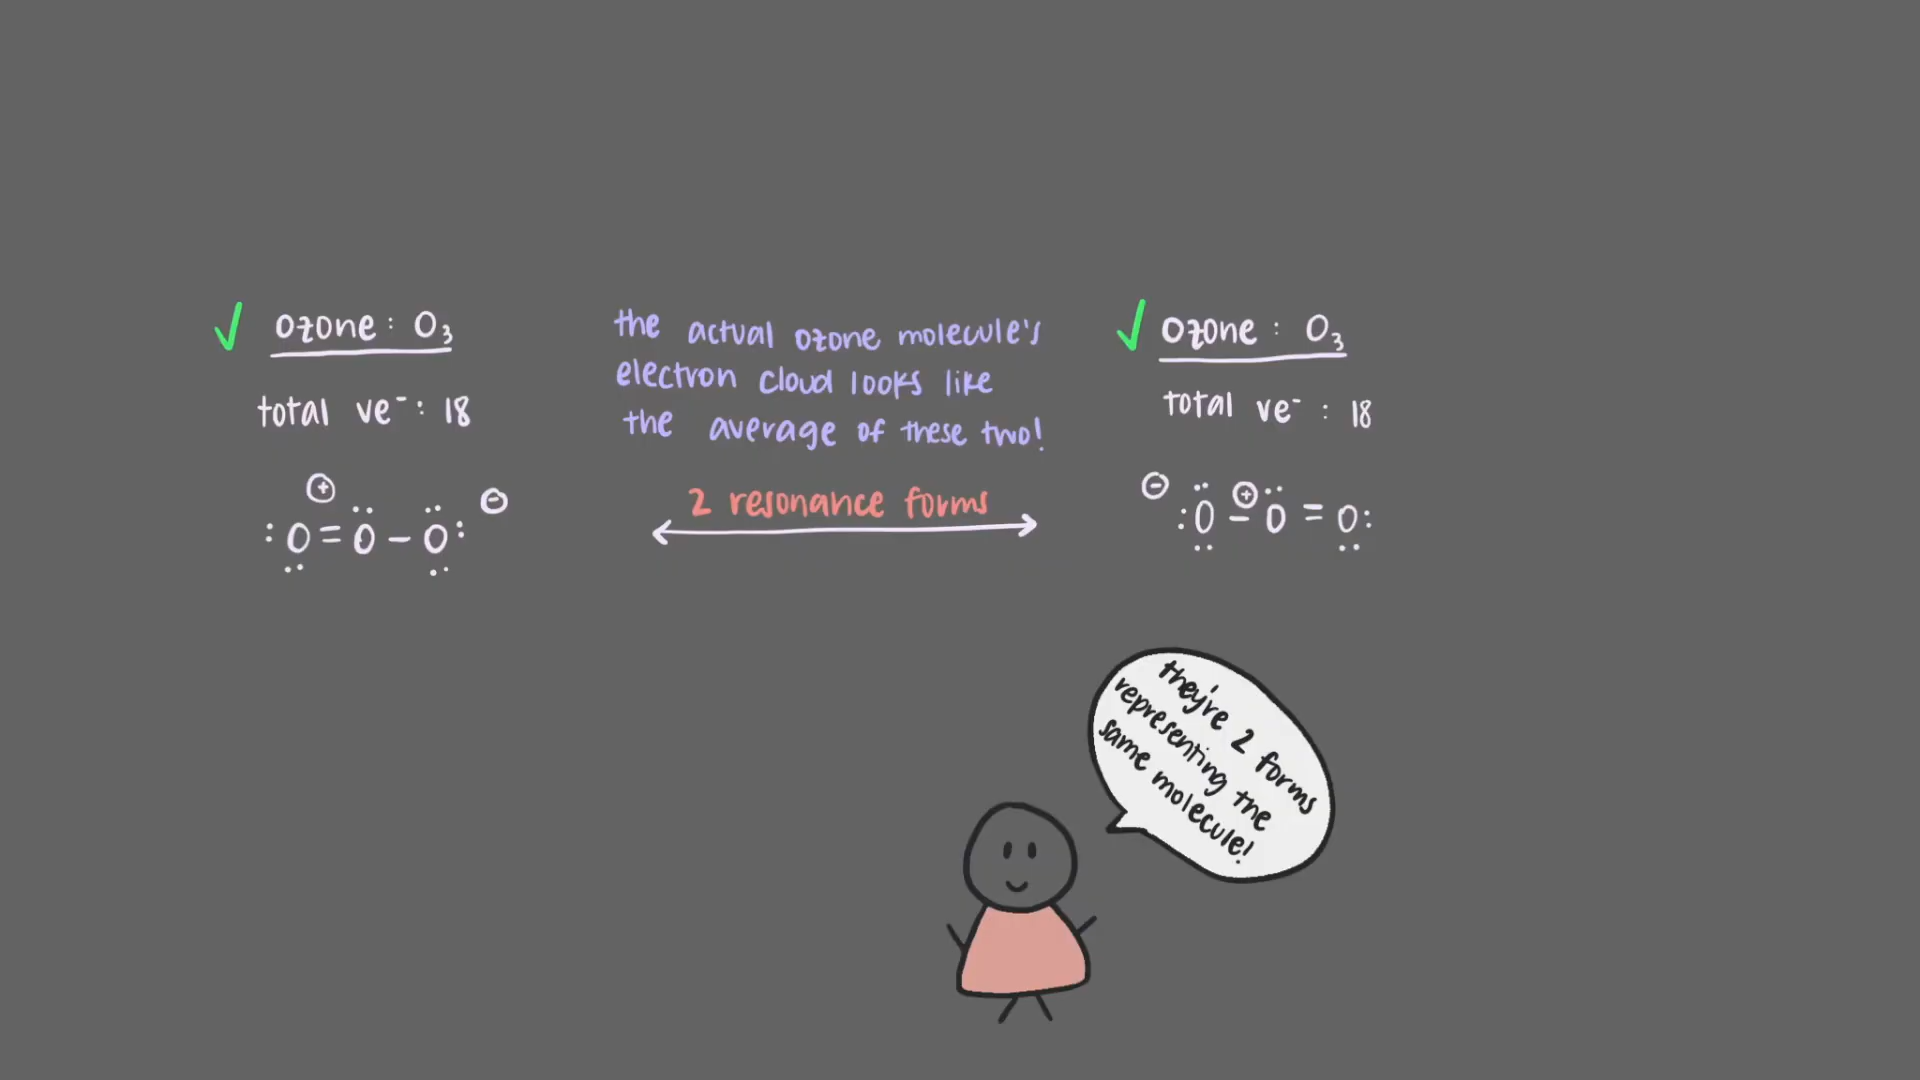 ✓ ozone : O₃
total ve⁻ : 18
⊕ ⊖
:Ö=Ö–Ö:
the actual ozone molecule's
electron cloud looks like
the average of these two!
2 resonance forms
✓ ozone : O₃
total ve⁻ : 18
⊖ ⊕
:Ö–Ö=O:
they're 2 forms
representing the
same molecule!